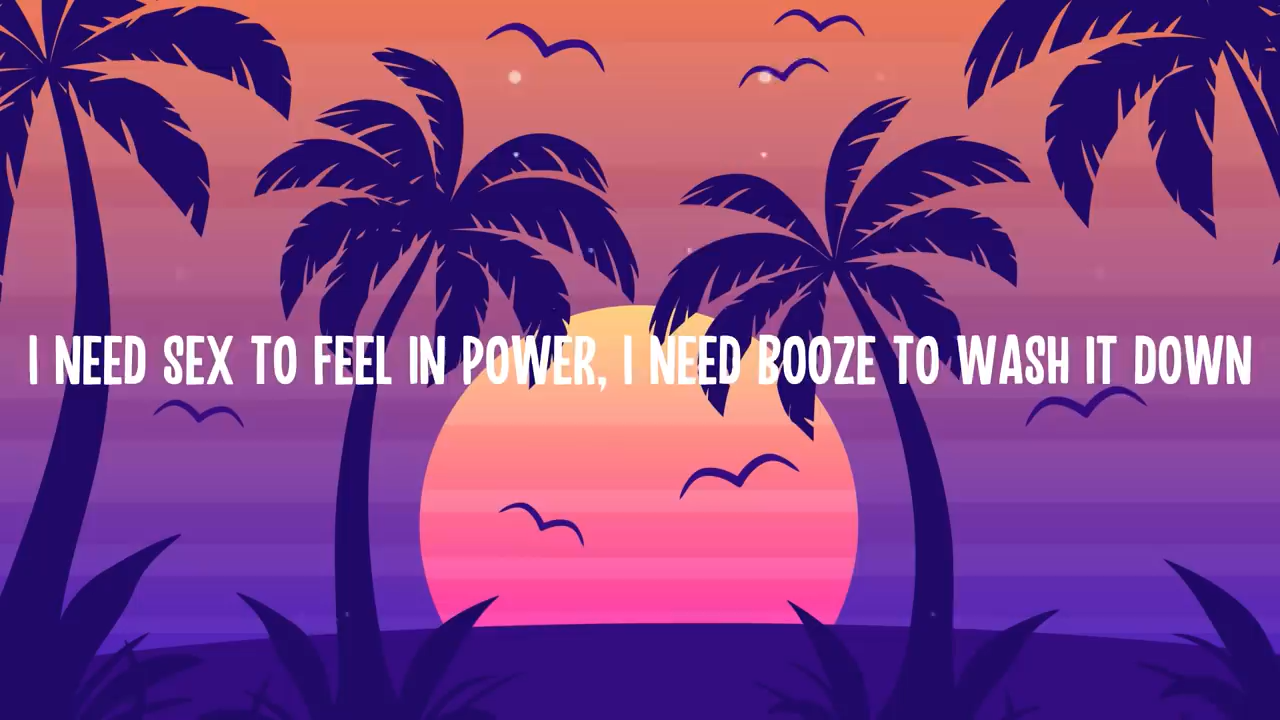 I NEED SEX TO FEEL IN POWER, I NEED BOOZE TO WASH IT DOWN